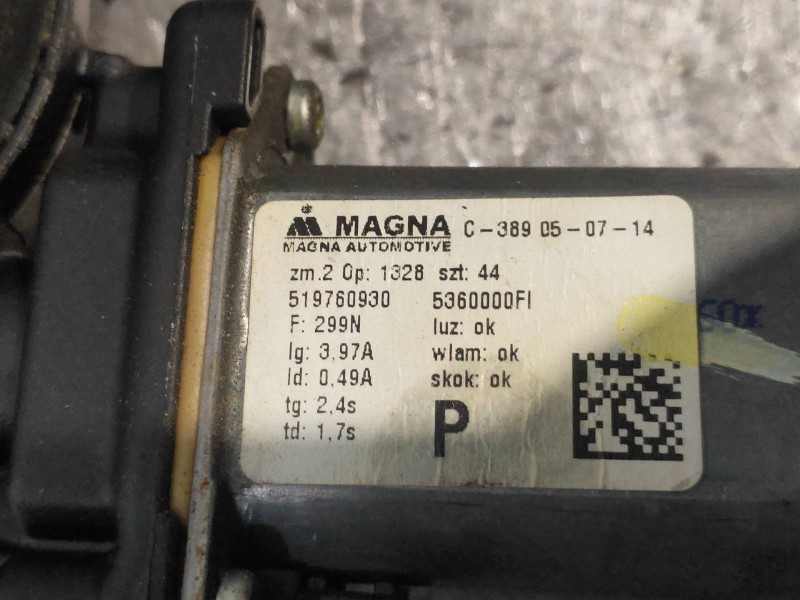 MAGNA C-389 05-07-14
MAGNA AUTOMOTIVE
zm.2 Op: 1328 szt: 44
519760930 5360000FI
F: 299N luz: ok
Ig: 3,97A wlam: ok
Id: 0,49A skok: ok
tg: 2,4s
td: 1,7s
P